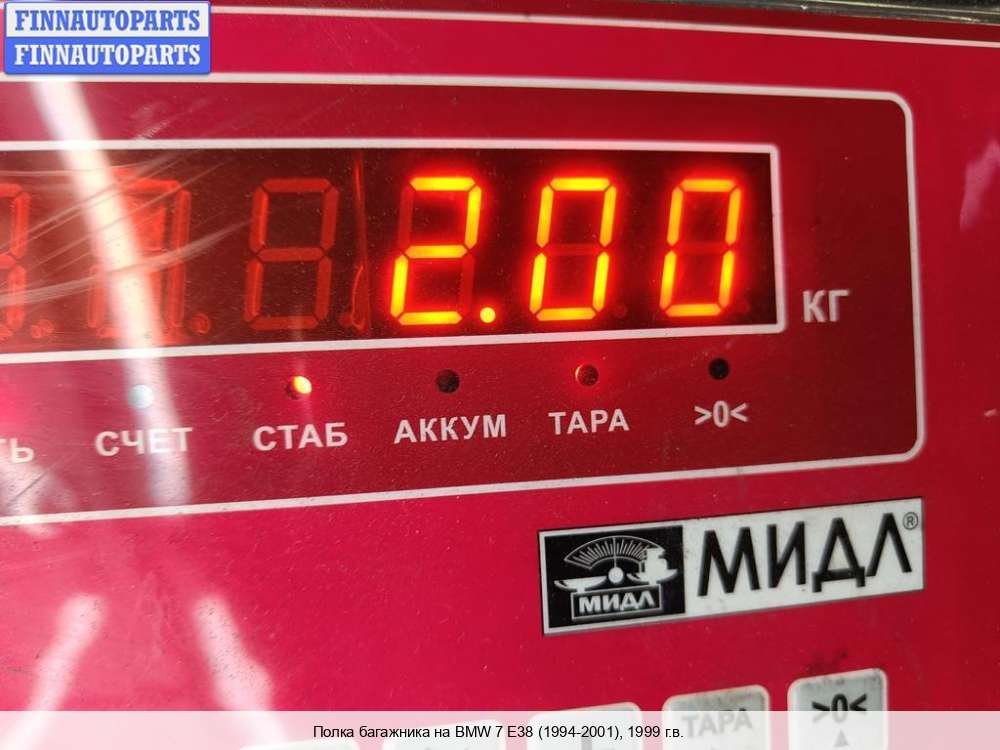 FINNAUTOPARTS
FINNAUTOPARTS
2.00
КГ
ТЬ СЧЕТ СТАБ АККУМ ТАРА >0<
МИДЛ МИДЛ®
ТАРА >0<
Полка багажника на BMW 7 E38 (1994-2001), 1999 г.в.